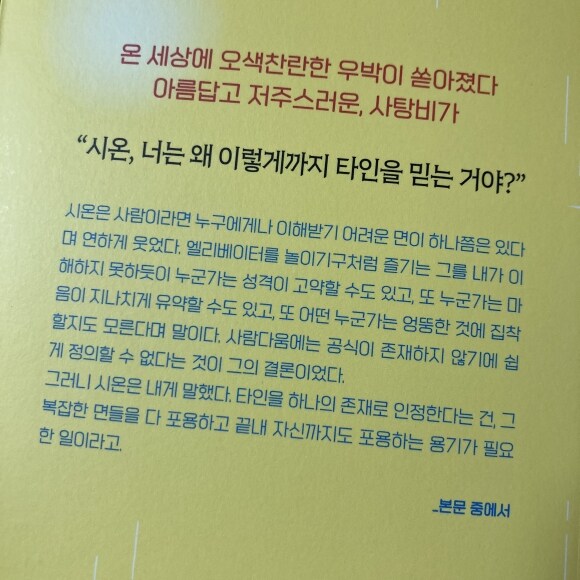 온 세상에 오색찬란한 우박이 쏟아졌다
아름답고 저주스러운, 사탕비가
“시온, 너는 왜 이렇게까지 타인을 믿는 거야?”
시온은 사람이라면 누구에게나 이해받기 어려운 면이 하나쯤은 있다
며 연하게 웃었다. 엘리베이터를 놀이기구처럼 즐기는 그를 내가 이
해하지 못하듯이 누군가는 성격이 고약할 수도 있고, 또 누군가는 마
음이 지나치게 유약할 수도 있고, 또 어떤 누군가는 엉뚱한 것에 집착
할지도 모른다며 말이다. 사람다움에는 공식이 존재하지 않기에 쉽
게 정의할 수 없다는 것이 그의 결론이었다.
그러니 시온은 내게 말했다. 타인을 하나의 존재로 인정한다는 건, 그
복잡한 면들을 다 포용하고 끝내 자신까지도 포용하는 용기가 필요
한 일이라고.
_본문 중에서